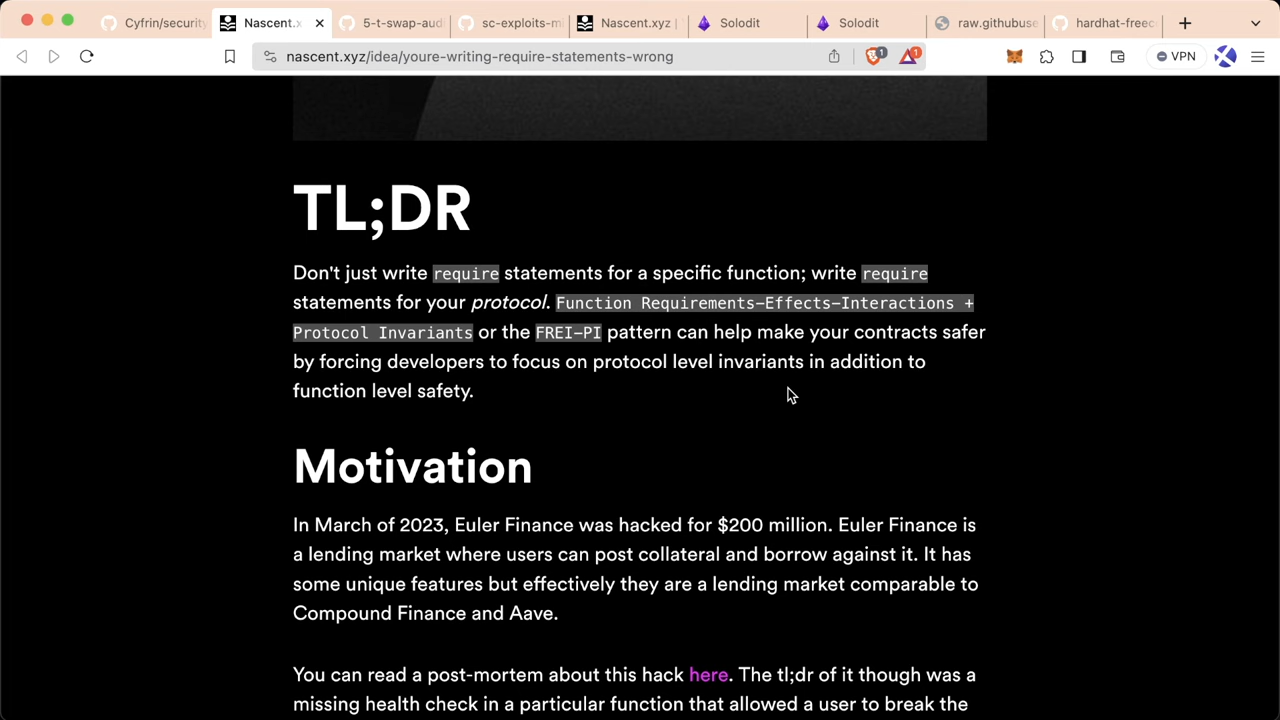 Cyfrin/security
Nascent.x
5-t-swap-aud
sc-exploits-mi
Nascent.xyz |
Solodit
Solodit
raw.githubuse
hardhat-freec
nascent.xyz/idea/youre-writing-require-statements-wrong
1
1
VPN
TL;DR
Don't just write require statements for a specific function; write require
statements for your protocol. Function Requirements-Effects-Interactions +
Protocol Invariants or the FREI-PI pattern can help make your contracts safer
by forcing developers to focus on protocol level invariants in addition to
function level safety.
Motivation
In March of 2023, Euler Finance was hacked for $200 million. Euler Finance is
a lending market where users can post collateral and borrow against it. It has
some unique features but effectively they are a lending market comparable to
Compound Finance and Aave.
You can read a post-mortem about this hack here. The tl;dr of it though was a
missing health check in a particular function that allowed a user to break the